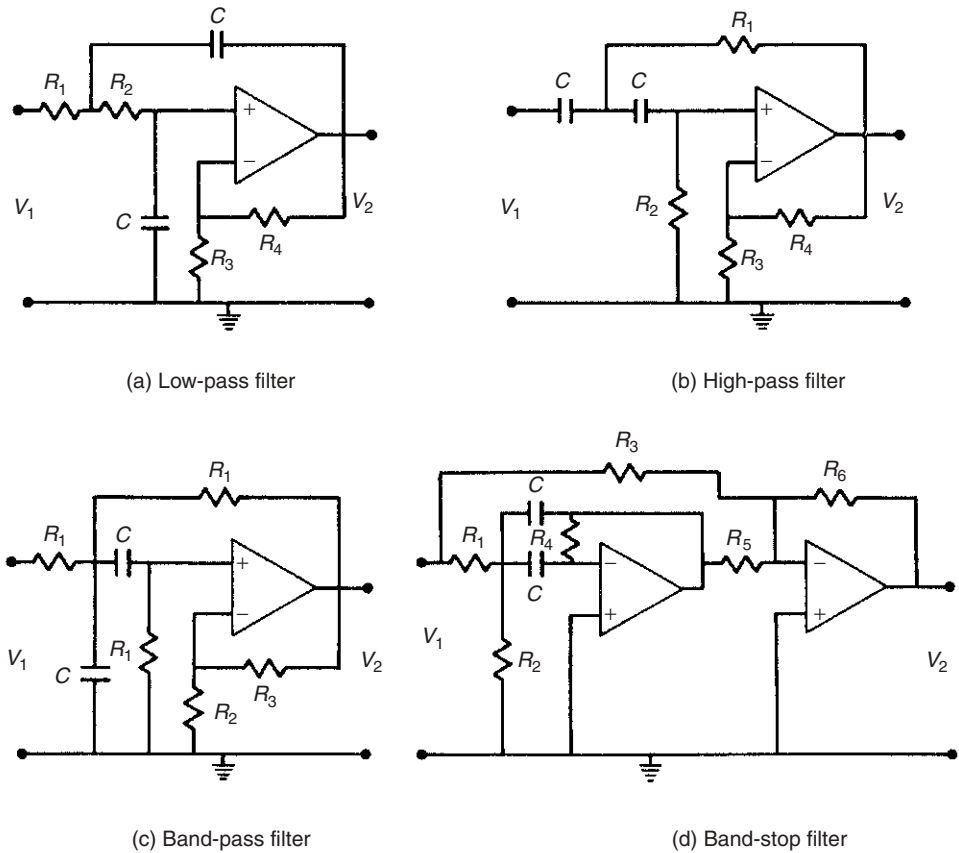 C
R1
R2
+
−
V1
C
R4
R3
V2
(a) Low-pass filter
R1
C
C
+
−
V1
R2
R4
R3
V2
(b) High-pass filter
R1
R1
C
+
−
V1
C
R1
R3
R2
V2
(c) Band-pass filter
R3
R6
C
R1
R4
C
−
+
R5
−
+
V1
R2
V2
(d) Band-stop filter